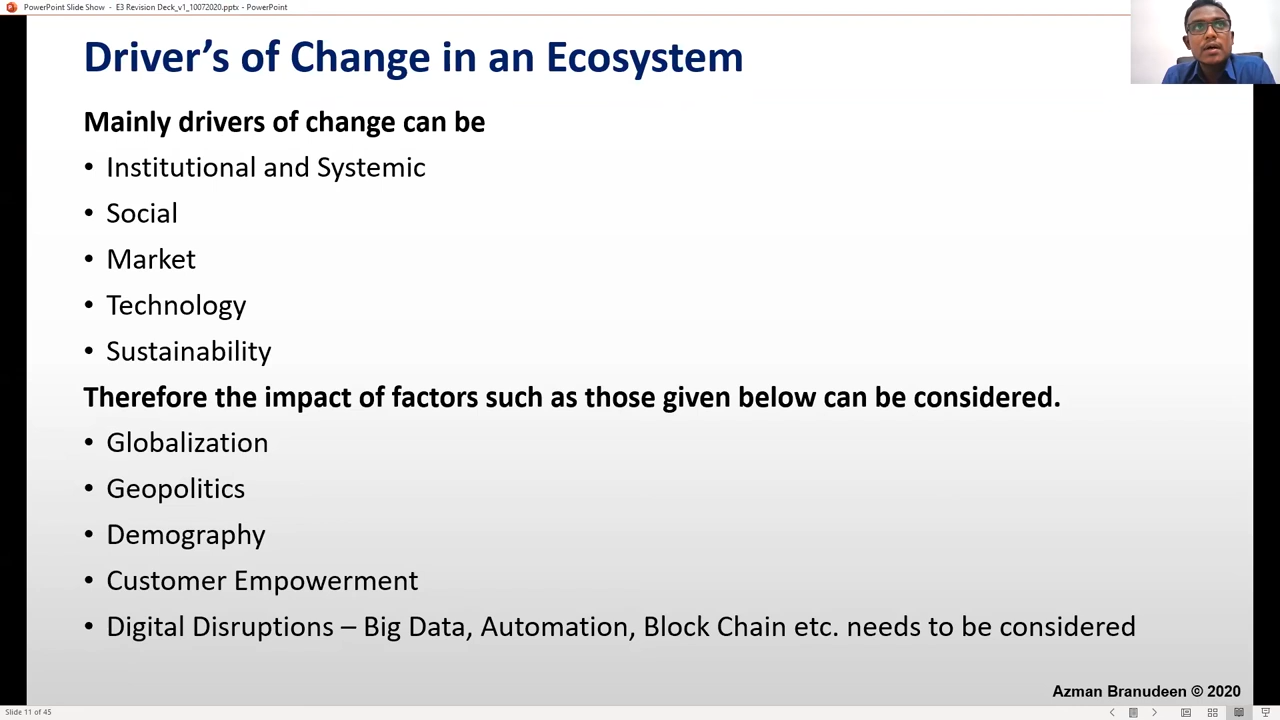 PowerPoint Slide Show - E3 Revision Deck_v1_10072020.pptx - PowerPoint
Driver’s of Change in an Ecosystem
Mainly drivers of change can be
• Institutional and Systemic
• Social
• Market
• Technology
• Sustainability
Therefore the impact of factors such as those given below can be considered.
• Globalization
• Geopolitics
• Demography
• Customer Empowerment
• Digital Disruptions – Big Data, Automation, Block Chain etc. needs to be considered
Azman Branudeen © 2020
Slide 11 of 45